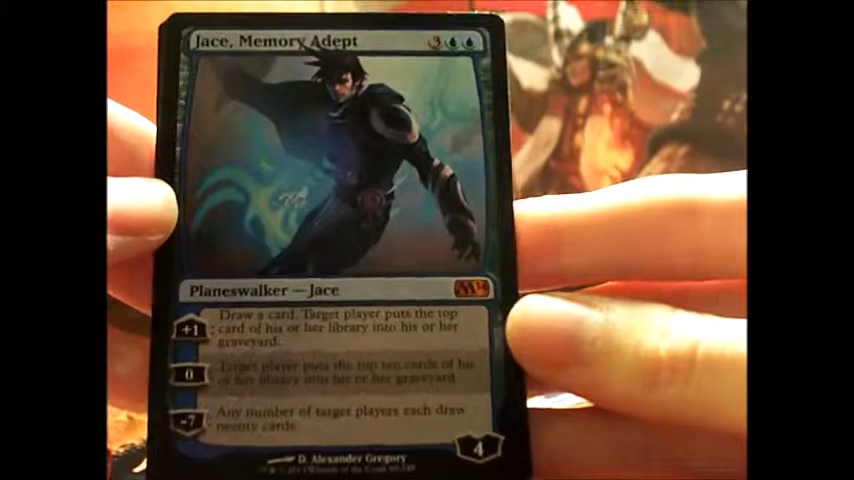 Jace, Memory Adept 3
Planeswalker — Jace M14
Draw a card. Target player puts the top
+1: card of his or her library into his or her
graveyard.
0: Target player puts the top ten cards of his
or her library into his or her graveyard.
-7: Any number of target players each draw
twenty cards.
4
D. Alexander Gregory